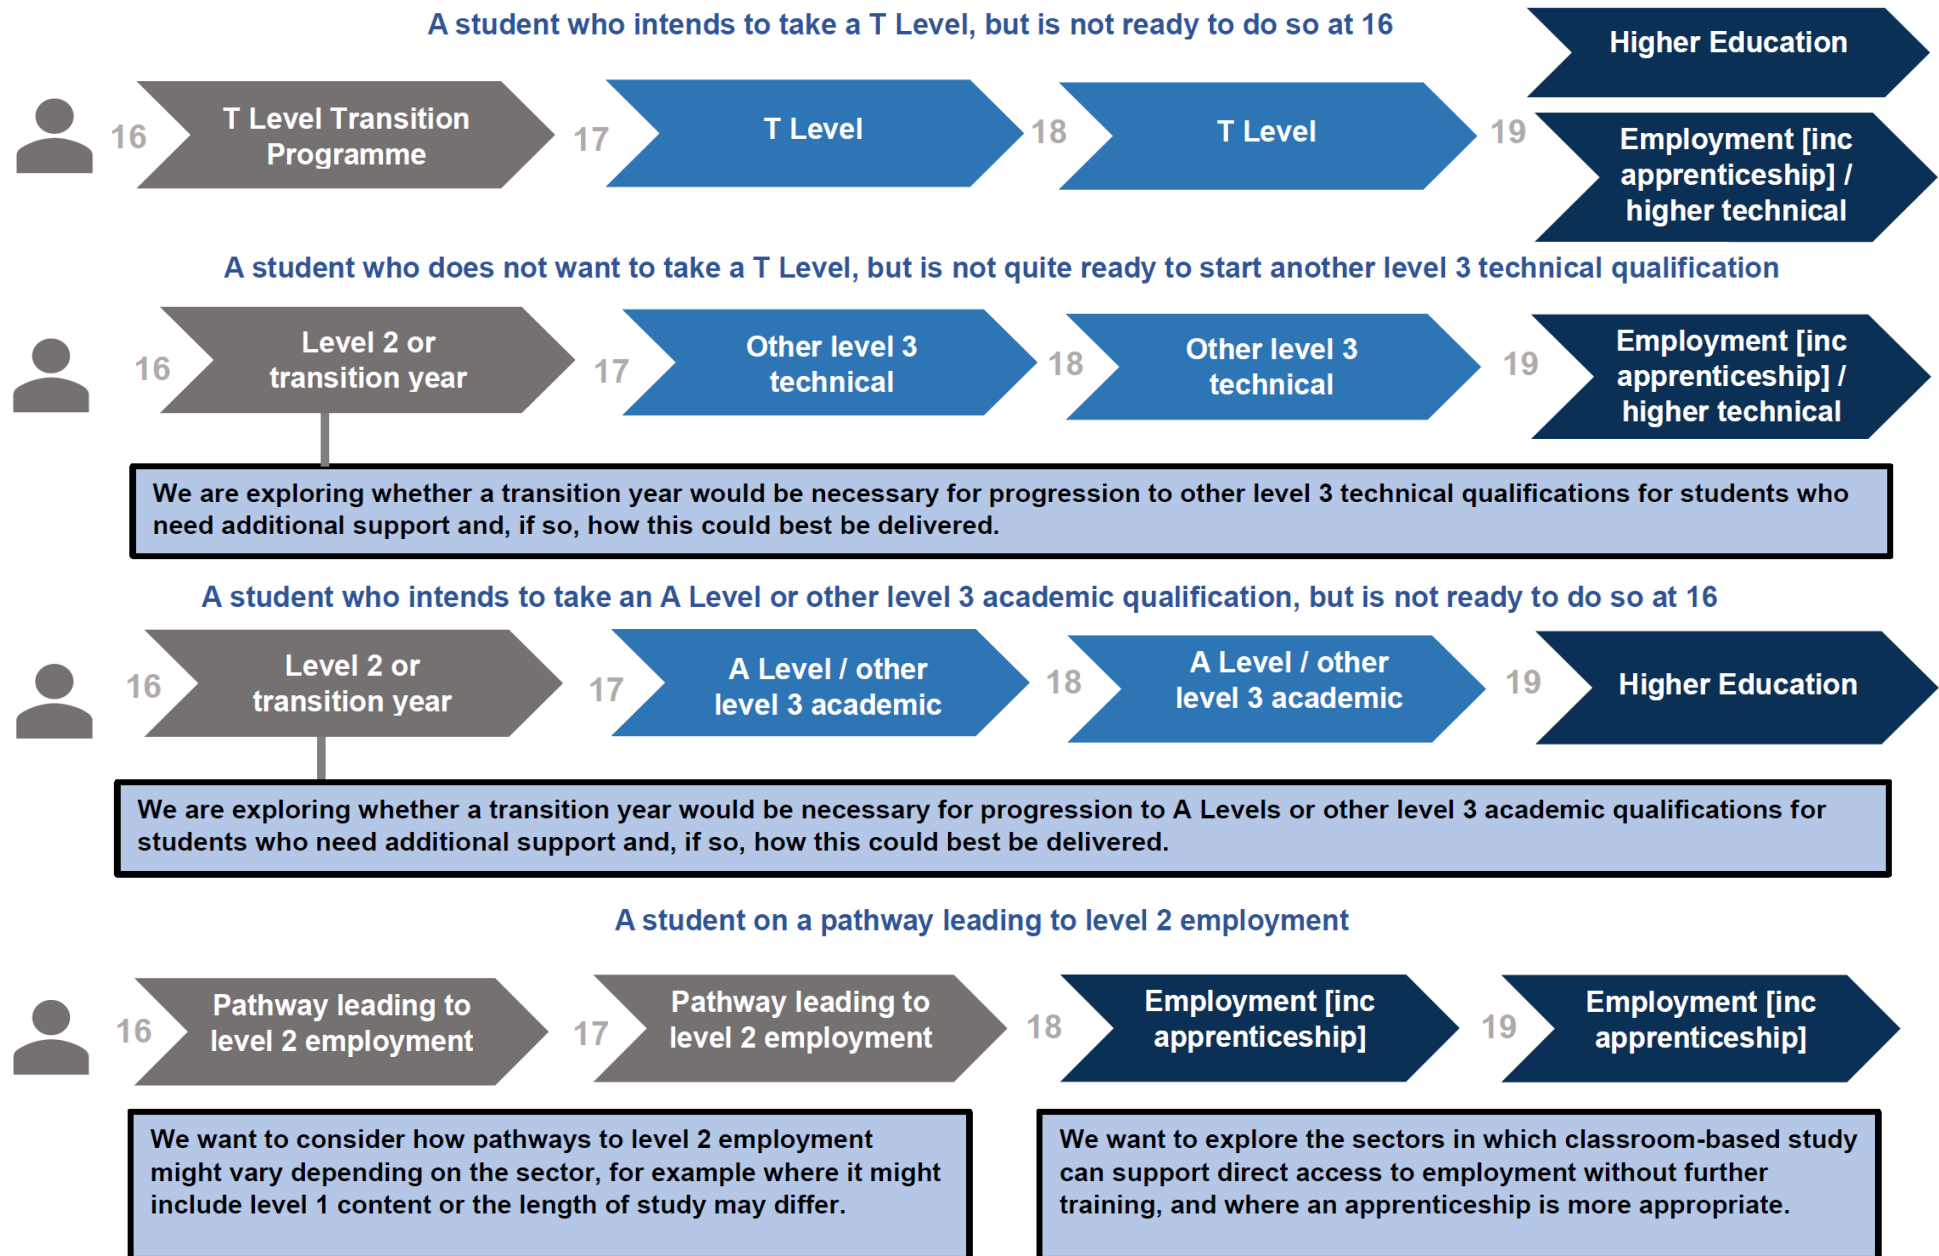 A student who intends to take a T Level, but is not ready to do so at 16
Higher Education
16
T Level Transition
Programme
17
T Level
18
T Level
19
Employment [inc
apprenticeship] /
higher technical
A student who does not want to take a T Level, but is not quite ready to start another level 3 technical qualification
16
Level 2 or
transition year
17
Other level 3
technical
18
Other level 3
technical
19
Employment [inc
apprenticeship] /
higher technical
We are exploring whether a transition year would be necessary for progression to other level 3 technical qualifications for students who
need additional support and, if so, how this could best be delivered.
A student who intends to take an A Level or other level 3 academic qualification, but is not ready to do so at 16
16
Level 2 or
transition year
17
A Level / other
level 3 academic
18
A Level / other
level 3 academic
19
Higher Education
We are exploring whether a transition year would be necessary for progression to A Levels or other level 3 academic qualifications for
students who need additional support and, if so, how this could best be delivered.
A student on a pathway leading to level 2 employment
16
Pathway leading to
level 2 employment
17
Pathway leading to
level 2 employment
18
Employment [inc
apprenticeship]
19
Employment [inc
apprenticeship]
We want to consider how pathways to level 2 employment
might vary depending on the sector, for example where it might
include level 1 content or the length of study may differ.
We want to explore the sectors in which classroom-based study
can support direct access to employment without further
training, and where an apprenticeship is more appropriate.